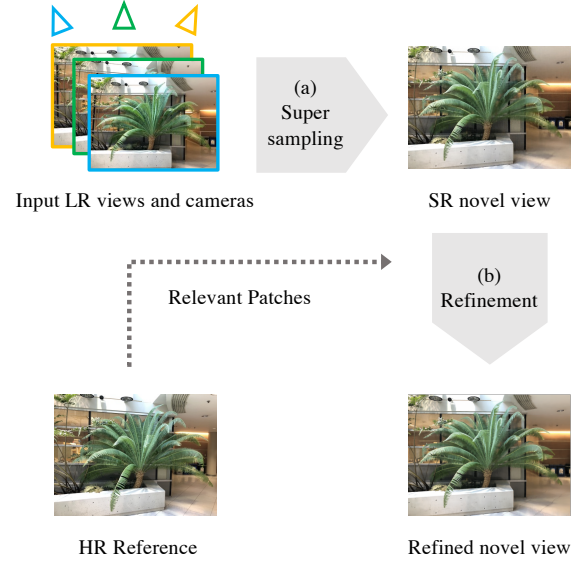 (a)
Super
sampling
Input LR views and cameras
SR novel view
(b)
Refinement
Relevant Patches
HR Reference
Refined novel view